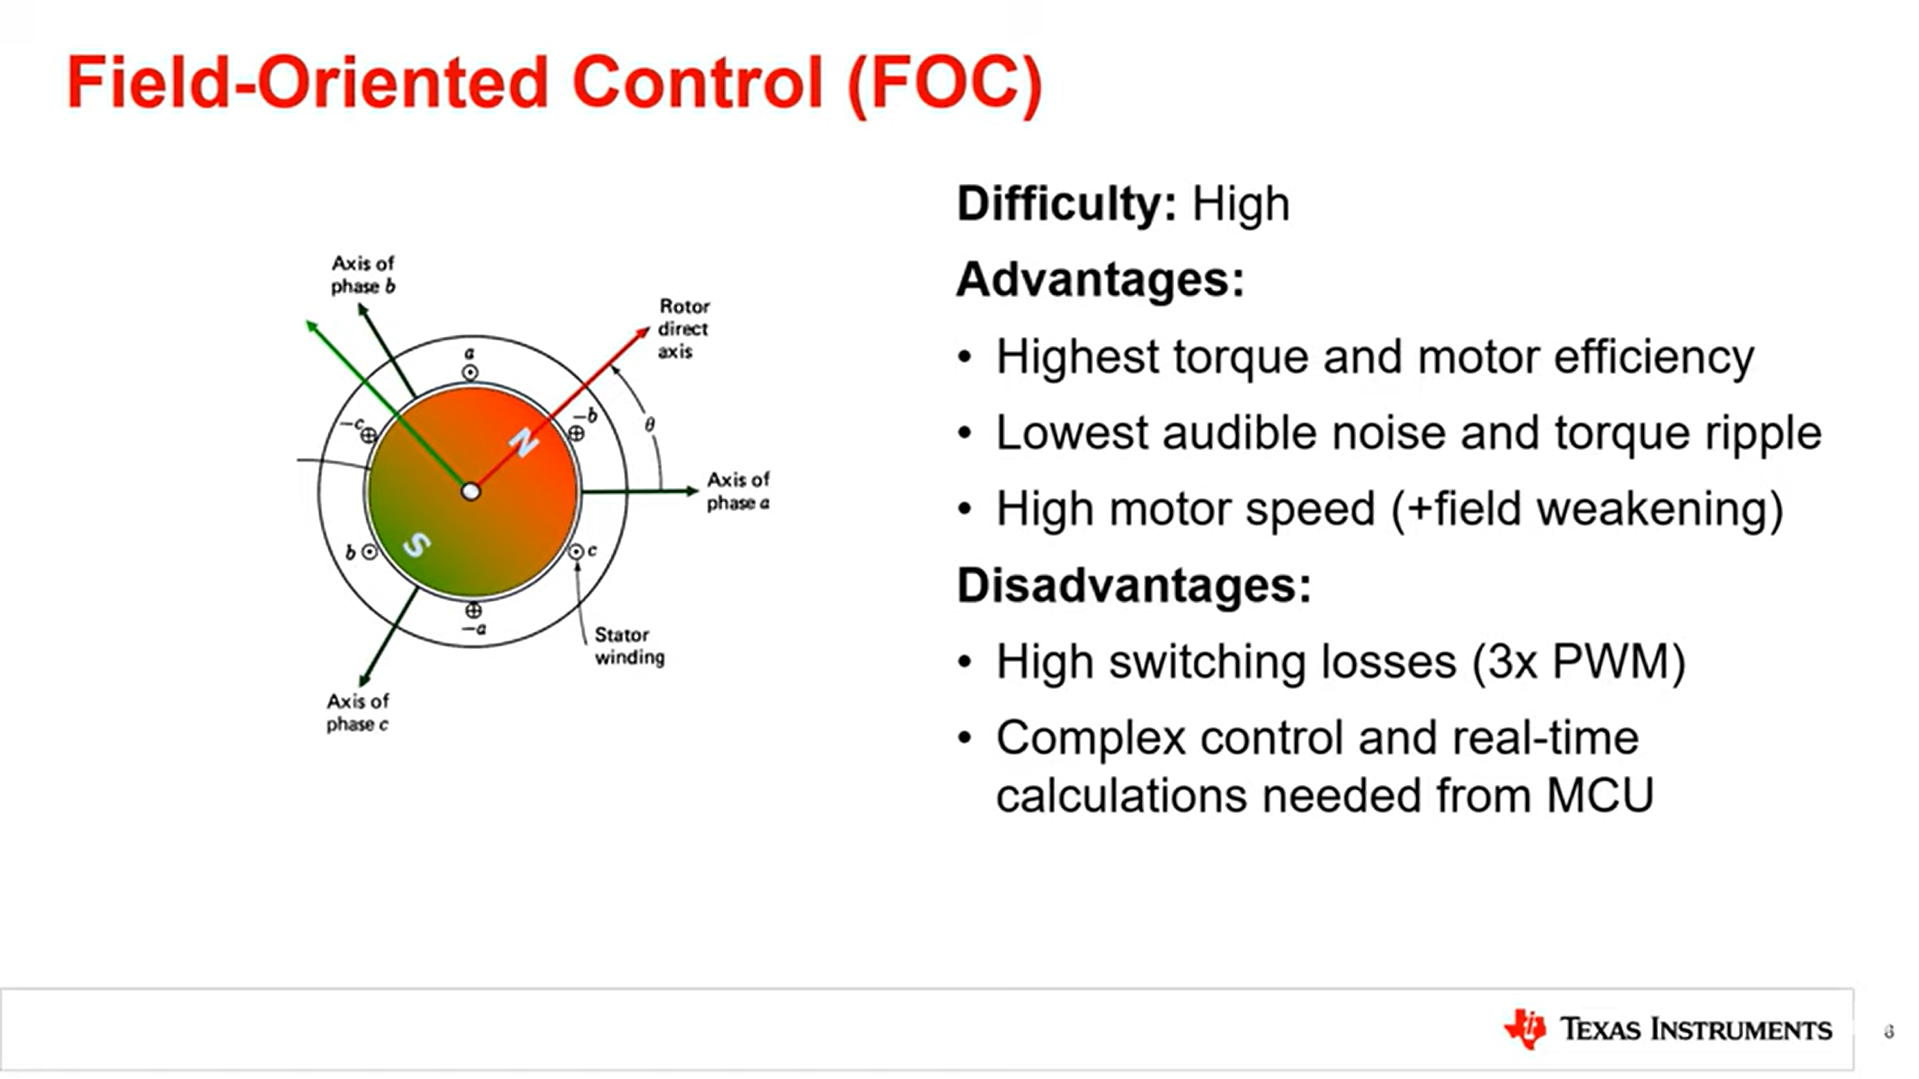 Field-Oriented Control (FOC)
Axis of
phase b
Rotor
direct
axis
a
−c
−b
θ
N
Axis of
phase a
b
S
c
−a
Stator
winding
Axis of
phase c
Difficulty: High
Advantages:
• Highest torque and motor efficiency
• Lowest audible noise and torque ripple
• High motor speed (+field weakening)
Disadvantages:
• High switching losses (3x PWM)
• Complex control and real-time
calculations needed from MCU
TEXAS INSTRUMENTS
6